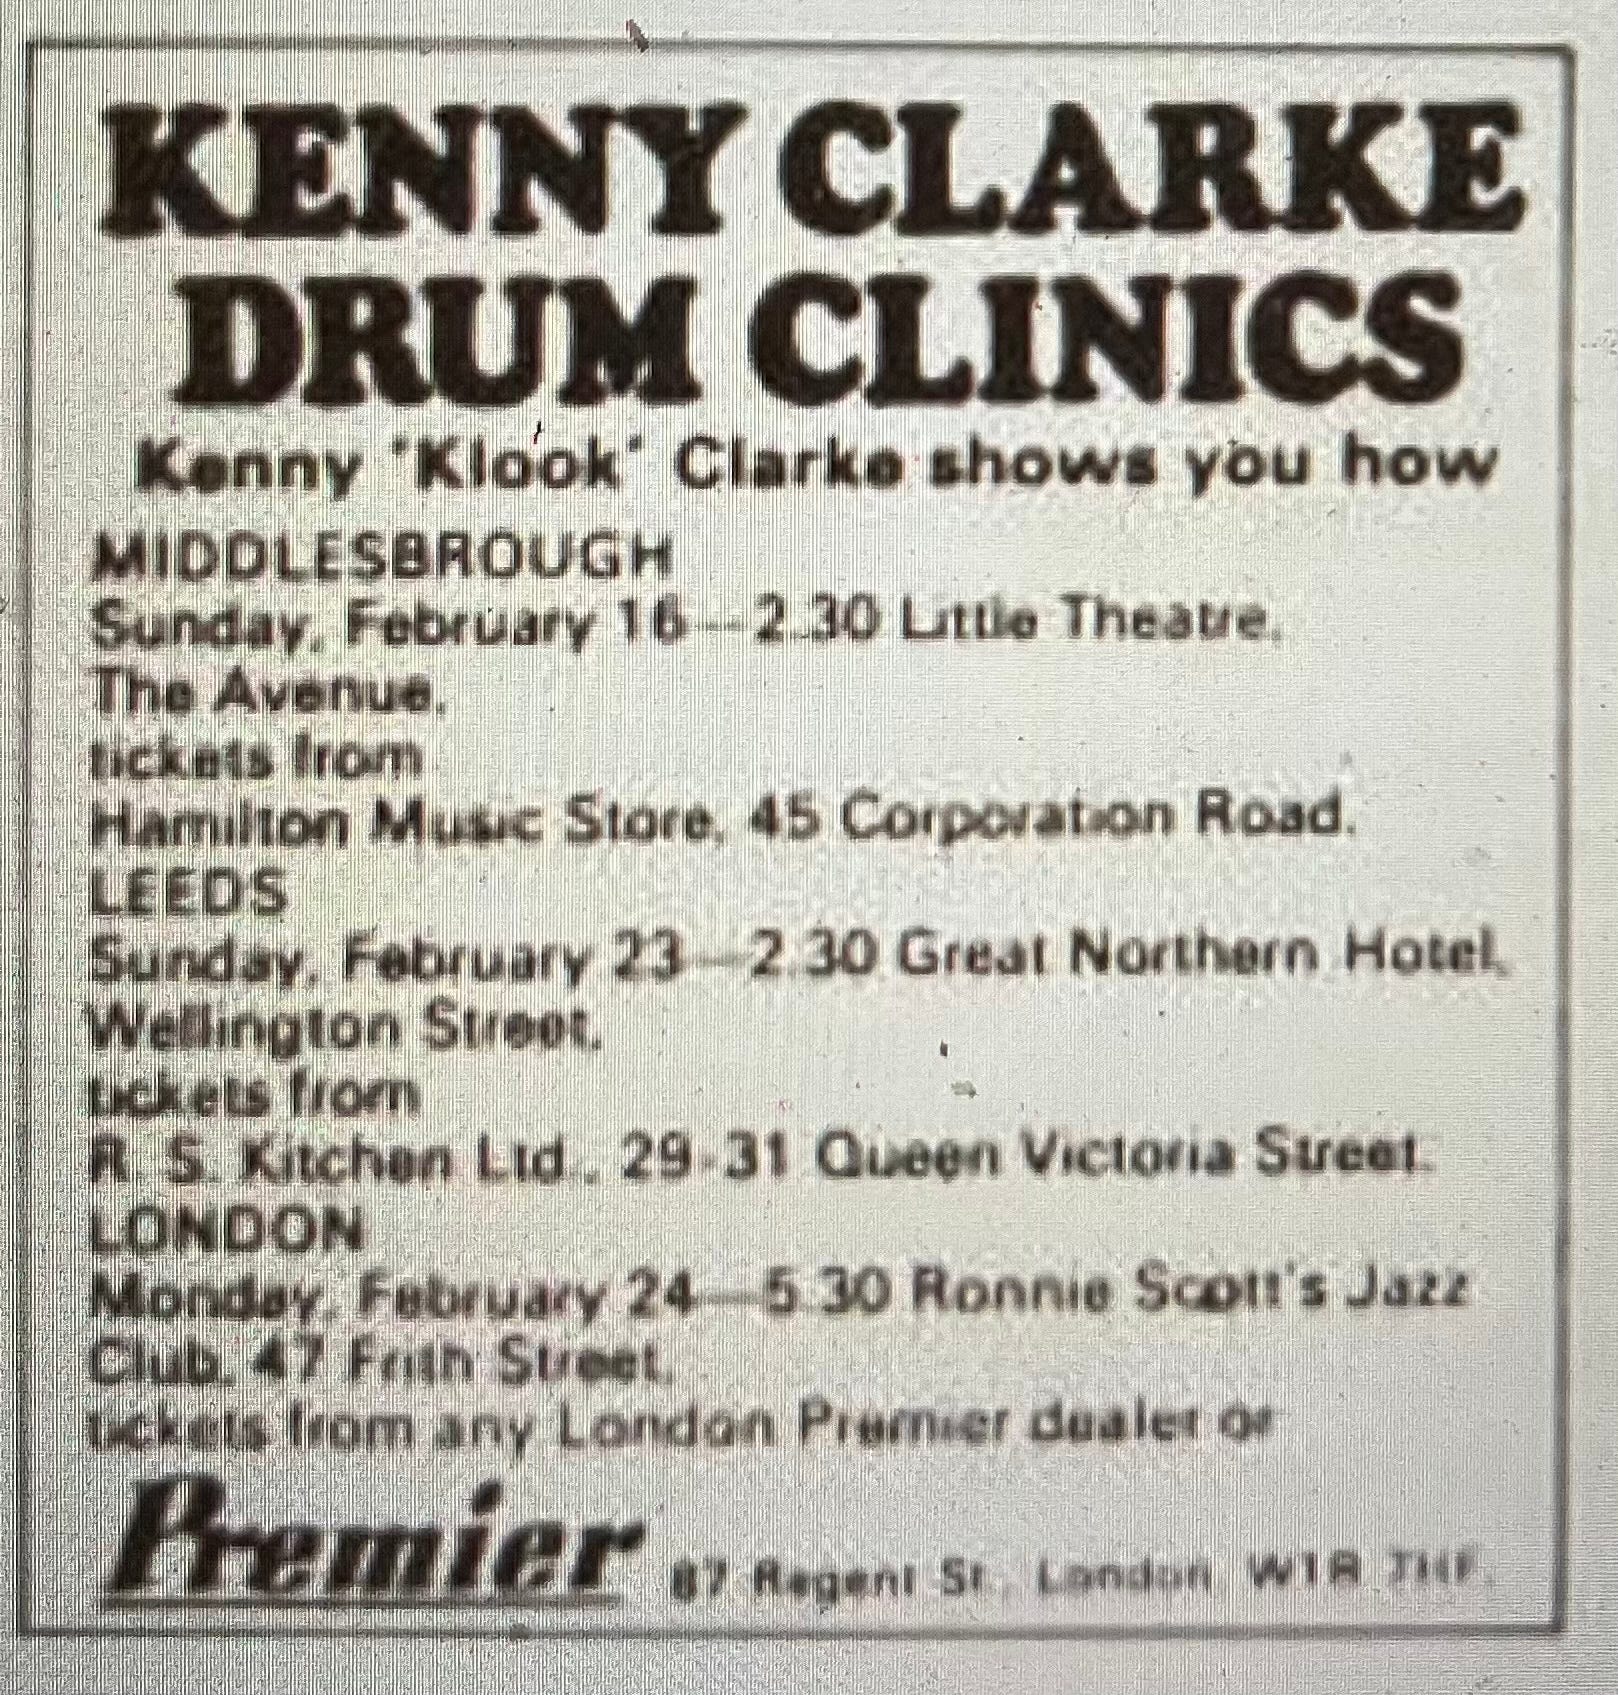 KENNY CLARKE
DRUM CLINICS
Kenny 'Klook' Clarke shows you how
MIDDLESBROUGH
Sunday, February 16—2.30 Little Theatre,
The Avenue,
tickets from
Hamilton Music Store, 45 Corporation Road.
LEEDS
Sunday, February 23—2.30 Great Northern Hotel,
Wellington Street,
tickets from
R. S. Kitchen Ltd., 29-31 Queen Victoria Street.
LONDON
Monday, February 24—5.30 Ronnie Scott's Jazz
Club, 47 Frith Street,
tickets from any London Premier dealer or
Premier
87 Regent St., London W1R